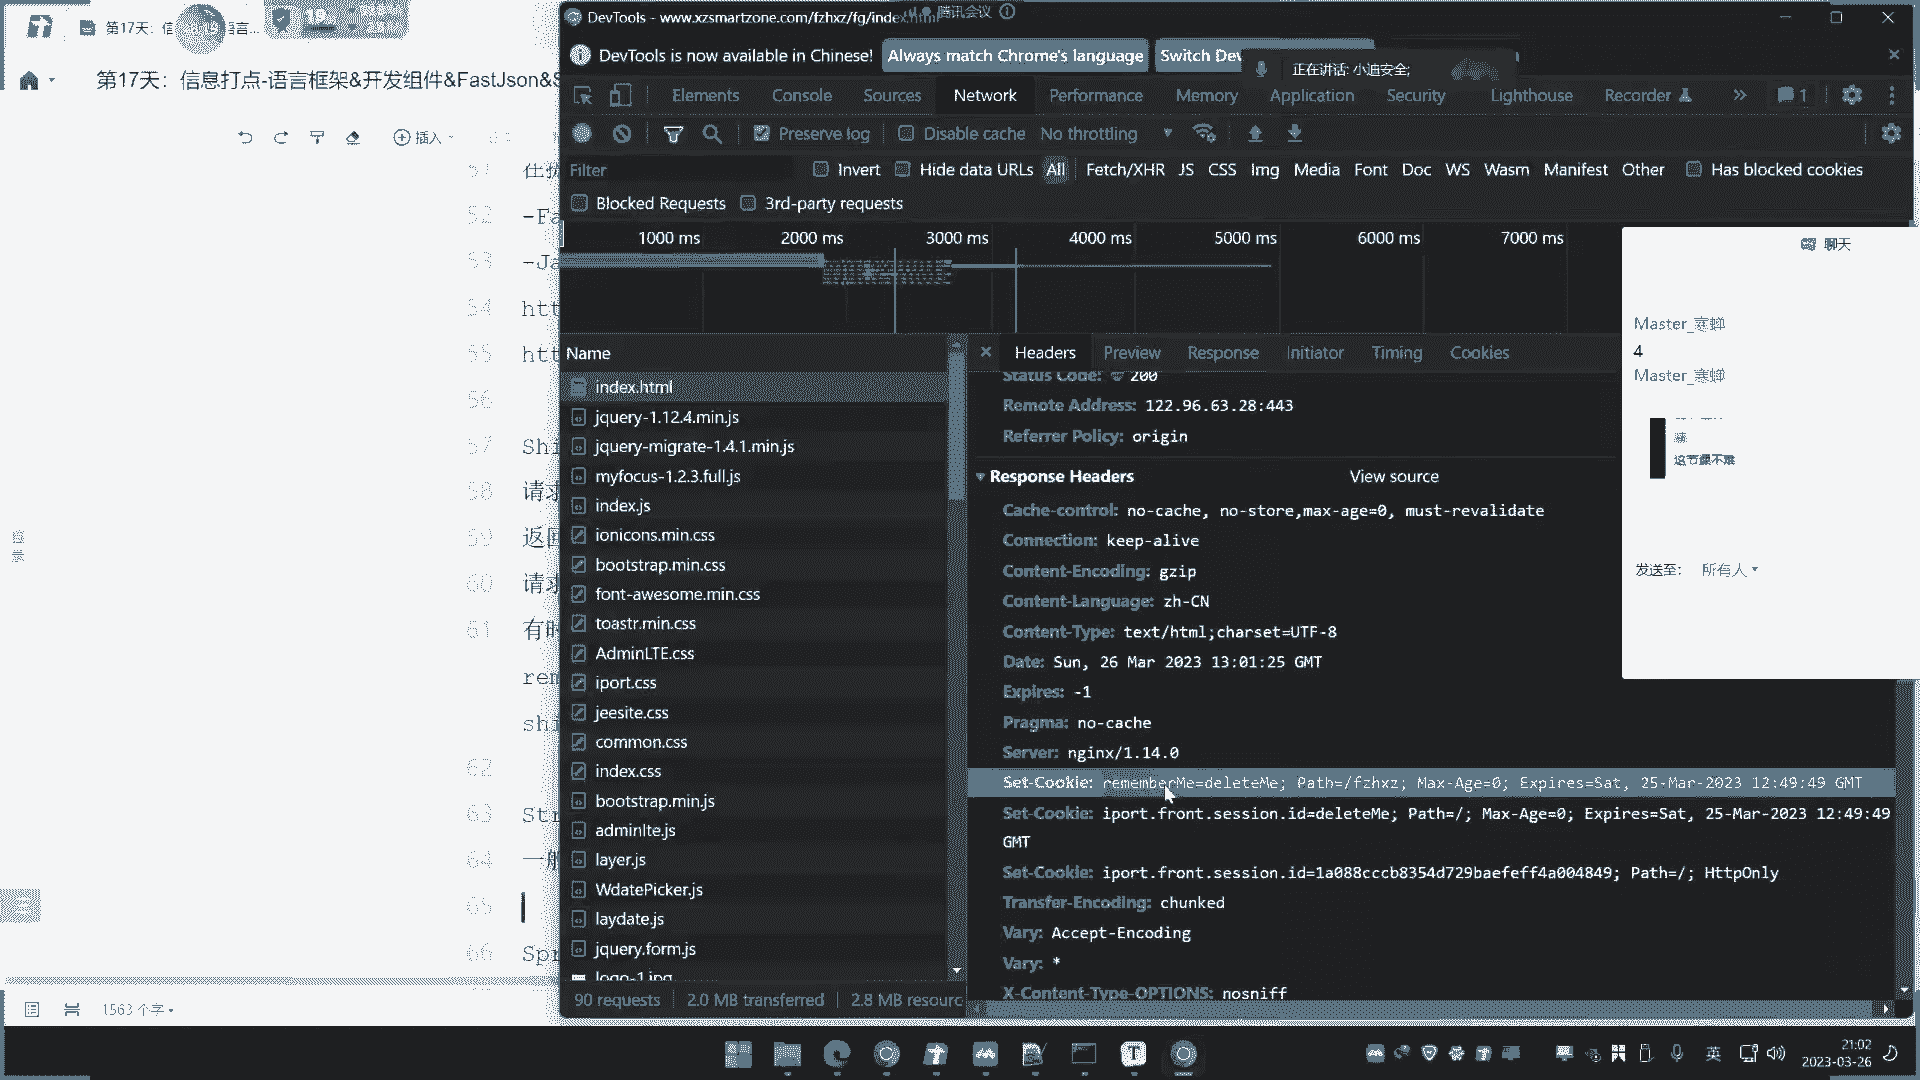 第17天：信
语言...
第17天：信息打点-语言框架&开发组件&FastJson&S
插入
51
52 -Fa
53 -Ja
54 htt
55 htt
56
57 Shi
58 请求
59 返回
60 请求
61 有时
rem
shi
62
63 Str
64 一般
65
66 Spr
1563 个字
DevTools - www.xzsmartzone.com/fzhxz/fg/index.html
腾讯会议
DevTools is now available in Chinese!
Always match Chrome's language
Switch Dev
正在讲话: 小迪安全;
Elements
Console
Sources
Network
Performance
Memory
Application
Security
Lighthouse
Recorder
1
Preserve log
Disable cache
No throttling
Filter
Invert
Hide data URLs
All
Fetch/XHR
JS
CSS
Img
Media
Font
Doc
WS
Wasm
Manifest
Other
Has blocked cookies
Blocked Requests
3rd-party requests
1000 ms
2000 ms
3000 ms
4000 ms
5000 ms
6000 ms
7000 ms
Name
index.html
jquery-1.12.4.min.js
jquery-migrate-1.4.1.min.js
myfocus-1.2.3.full.js
index.js
ionicons.min.css
bootstrap.min.css
font-awesome.min.css
toastr.min.css
AdminLTE.css
iport.css
jeesite.css
common.css
index.css
bootstrap.min.js
adminlte.js
layer.js
WdatePicker.js
laydate.js
jquery.form.js
logo-1.jpg
90 requests
2.0 MB transferred
2.8 MB resourc
Headers
Preview
Response
Initiator
Timing
Cookies
Status Code: 200
Remote Address: 122.96.63.28:443
Referrer Policy: origin
Response Headers
View source
Cache-control: no-cache, no-store,max-age=0, must-revalidate
Connection: keep-alive
Content-Encoding: gzip
Content-Language: zh-CN
Content-Type: text/html;charset=UTF-8
Date: Sun, 26 Mar 2023 13:01:25 GMT
Expires: -1
Pragma: no-cache
Server: nginx/1.14.0
Set-Cookie: rememberMe=deleteMe; Path=/fzhxz; Max-Age=0; Expires=Sat, 25-Mar-2023 12:49:49 GMT
Set-Cookie: iport.front.session.id=deleteMe; Path=/; Max-Age=0; Expires=Sat, 25-Mar-2023 12:49:49
GMT
Set-Cookie: iport.front.session.id=1a088cccb8354d729baefeff4a004849; Path=/; HttpOnly
Transfer-Encoding: chunked
Vary: Accept-Encoding
Vary: *
X-Content-Type-OPTIONS: nosniff
聊天
Master_寒蝉
4
Master_寒蝉
这节课不难
发送至:
所有人
英
21:02
2023-03-26